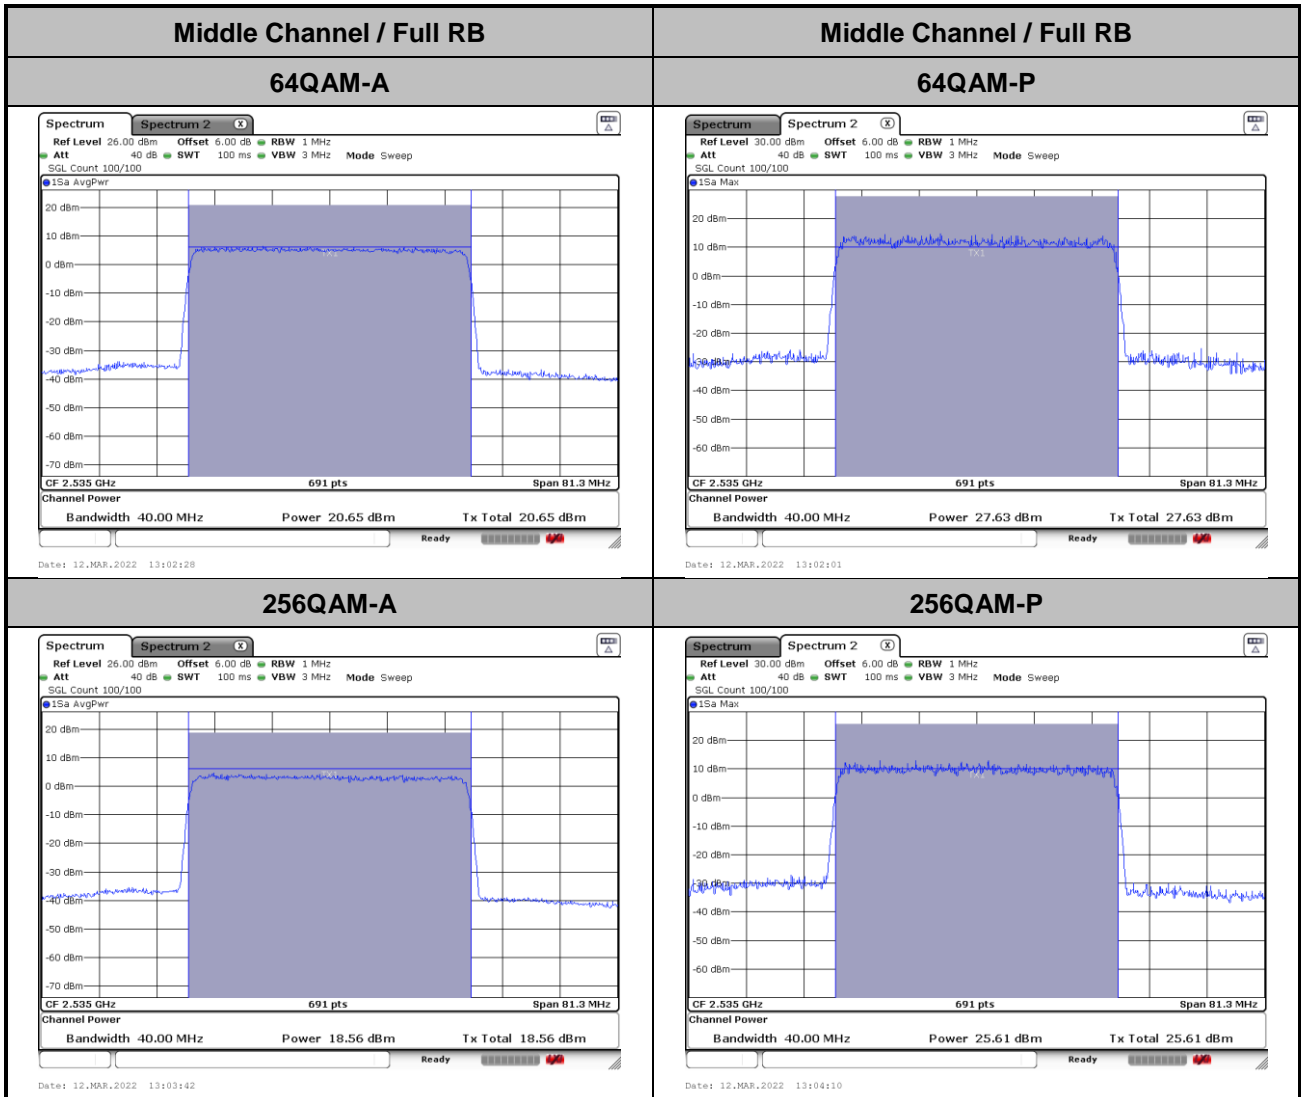 Middle Channel / Full RB
Middle Channel / Full RB
64QAM-A
64QAM-P
Spectrum
Spectrum 2 X
Ref Level 26.00 dBm Offset 6.00 dB RBW 1 MHz
Att 40 dB SWT 100 ms VBW 3 MHz Mode Sweep
SGL Count 100/100
1Sa AvgPwr
20 dBm
10 dBm
0 dBm
-10 dBm
-20 dBm
-30 dBm
-40 dBm
-50 dBm
-60 dBm
-70 dBm
TX1
CF 2.535 GHz 691 pts Span 81.3 MHz
Channel Power
Bandwidth 40.00 MHz Power 20.65 dBm Tx Total 20.65 dBm
Ready
Date: 12.MAR.2022 13:02:28
Spectrum
Spectrum 2 X
Ref Level 30.00 dBm Offset 6.00 dB RBW 1 MHz
Att 40 dB SWT 100 ms VBW 3 MHz Mode Sweep
SGL Count 100/100
1Sa Max
20 dBm
10 dBm
0 dBm
-10 dBm
-20 dBm
-30 dBm
-40 dBm
-50 dBm
-60 dBm
TX1
CF 2.535 GHz 691 pts Span 81.3 MHz
Channel Power
Bandwidth 40.00 MHz Power 27.63 dBm Tx Total 27.63 dBm
Ready
Date: 12.MAR.2022 13:02:01
256QAM-A
256QAM-P
Spectrum
Spectrum 2 X
Ref Level 26.00 dBm Offset 6.00 dB RBW 1 MHz
Att 40 dB SWT 100 ms VBW 3 MHz Mode Sweep
SGL Count 100/100
1Sa AvgPwr
20 dBm
10 dBm
0 dBm
-10 dBm
-20 dBm
-30 dBm
-40 dBm
-50 dBm
-60 dBm
-70 dBm
CF 2.535 GHz 691 pts Span 81.3 MHz
Channel Power
Bandwidth 40.00 MHz Power 18.56 dBm Tx Total 18.56 dBm
Ready
Date: 12.MAR.2022 13:03:42
Spectrum
Spectrum 2 X
Ref Level 30.00 dBm Offset 6.00 dB RBW 1 MHz
Att 40 dB SWT 100 ms VBW 3 MHz Mode Sweep
SGL Count 100/100
1Sa Max
20 dBm
10 dBm
0 dBm
-10 dBm
-20 dBm
-30 dBm
-40 dBm
-50 dBm
-60 dBm
TX1
CF 2.535 GHz 691 pts Span 81.3 MHz
Channel Power
Bandwidth 40.00 MHz Power 25.61 dBm Tx Total 25.61 dBm
Ready
Date: 12.MAR.2022 13:04:10